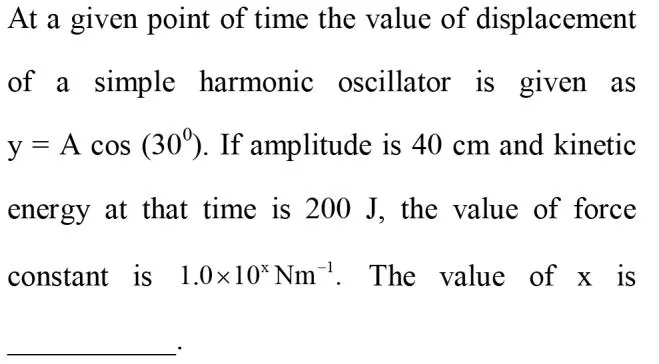 At a given point of time the value of displacement
of a simple harmonic oscillator is given as
y = A cos (30⁰). If amplitude is 40 cm and kinetic
energy at that time is 200 J, the value of force
constant is 1.0×10ˣ Nm⁻¹. The value of x is
____________.